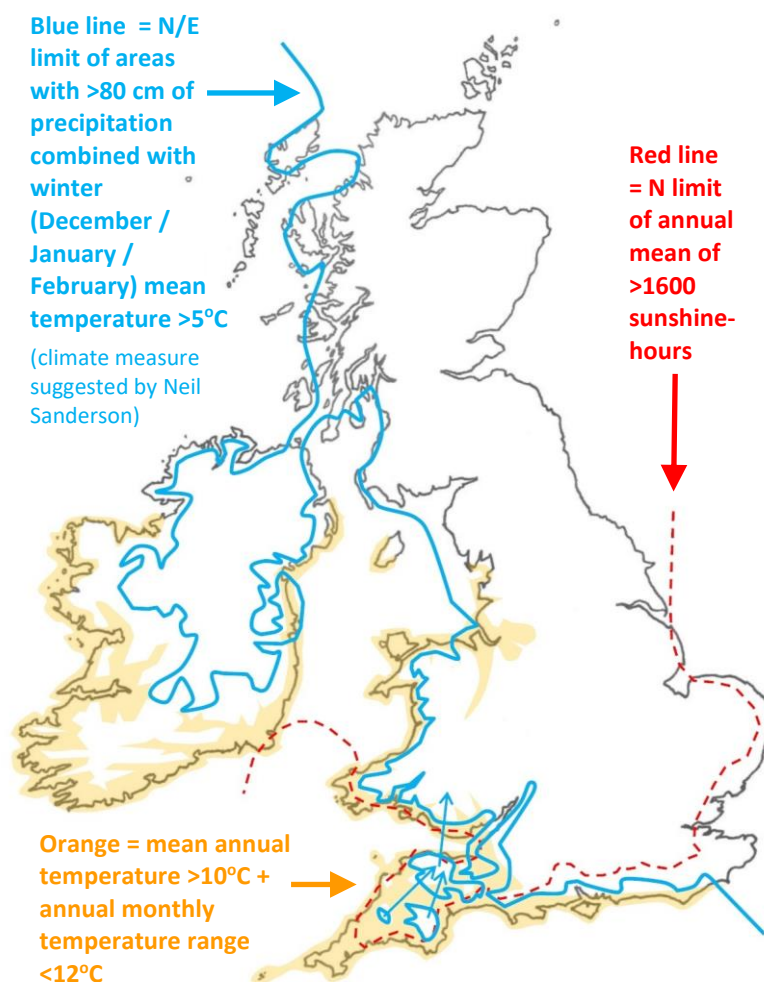 Blue line = N/E
limit of areas
with >80 cm of
precipitation
combined with
winter
(December /
January /
February) mean
temperature >5°C
(climate measure
suggested by Neil
Sanderson)
Red line
= N limit
of annual
mean of
>1600
sunshine-
hours
Orange = mean annual
temperature >10°C +
annual monthly
temperature range
<12°C